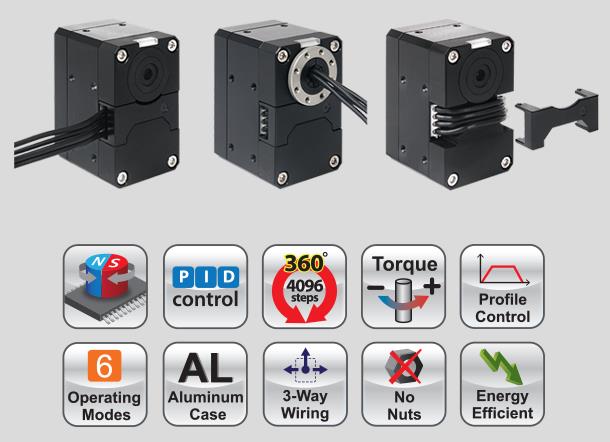 N S
PID
control
360°
4096
steps
Torque
- +
Profile
Control
6
Operating
Modes
AL
Aluminum
Case
3-Way
Wiring
No
Nuts
Energy
Efficient